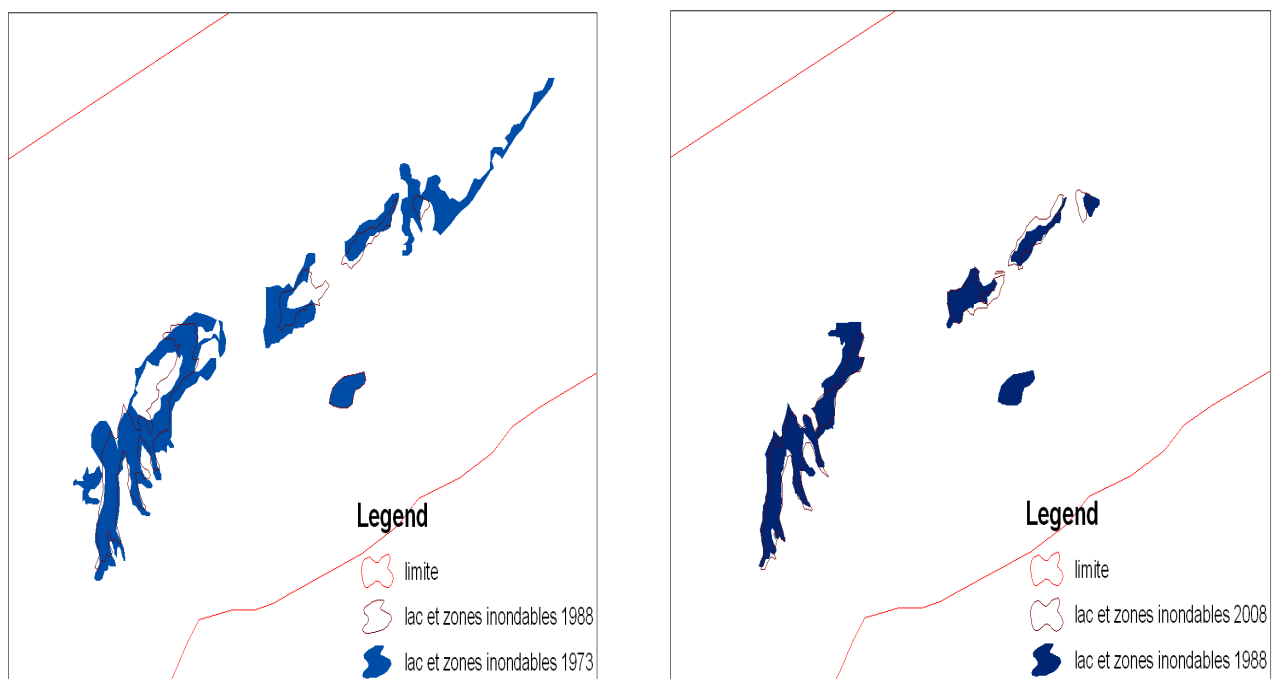 Legend
limite
lac et zones inondables 1988
lac et zones inondables 1973
Legend
limite
lac et zones inondables 2008
lac et zones inondables 1988